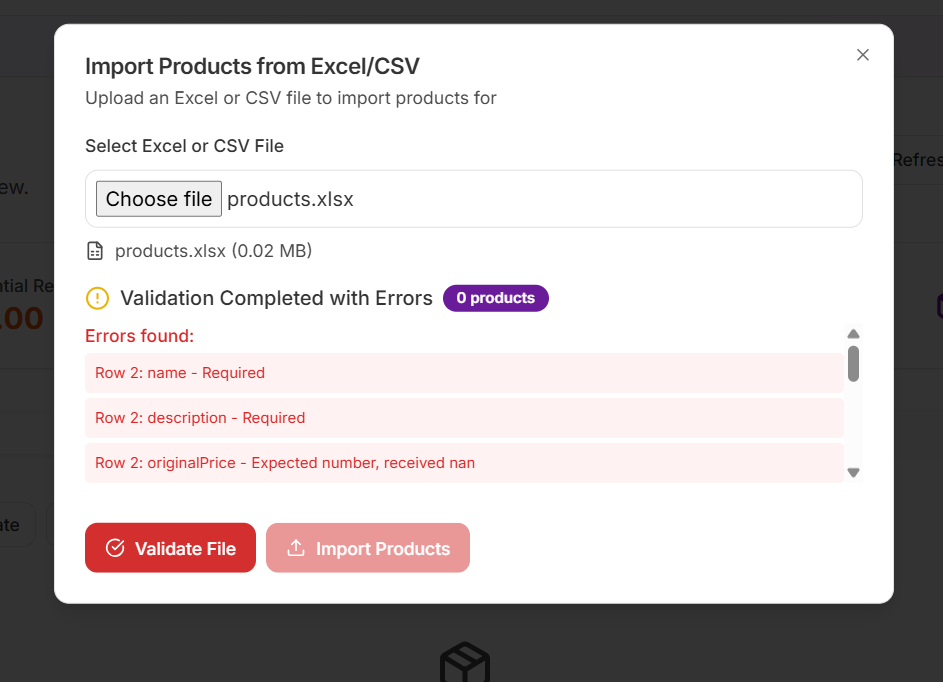 Import Products from Excel/CSV
Upload an Excel or CSV file to import products for
Select Excel or CSV File
Refres
ew.
Choose file products.xlsx
products.xlsx (0.02 MB)
ntial Re
Validation Completed with Errors 0 products
.00
Errors found:
Row 2: name - Required
Row 2: description - Required
Row 2: originalPrice - Expected number, received nan
ate
Validate File Import Products